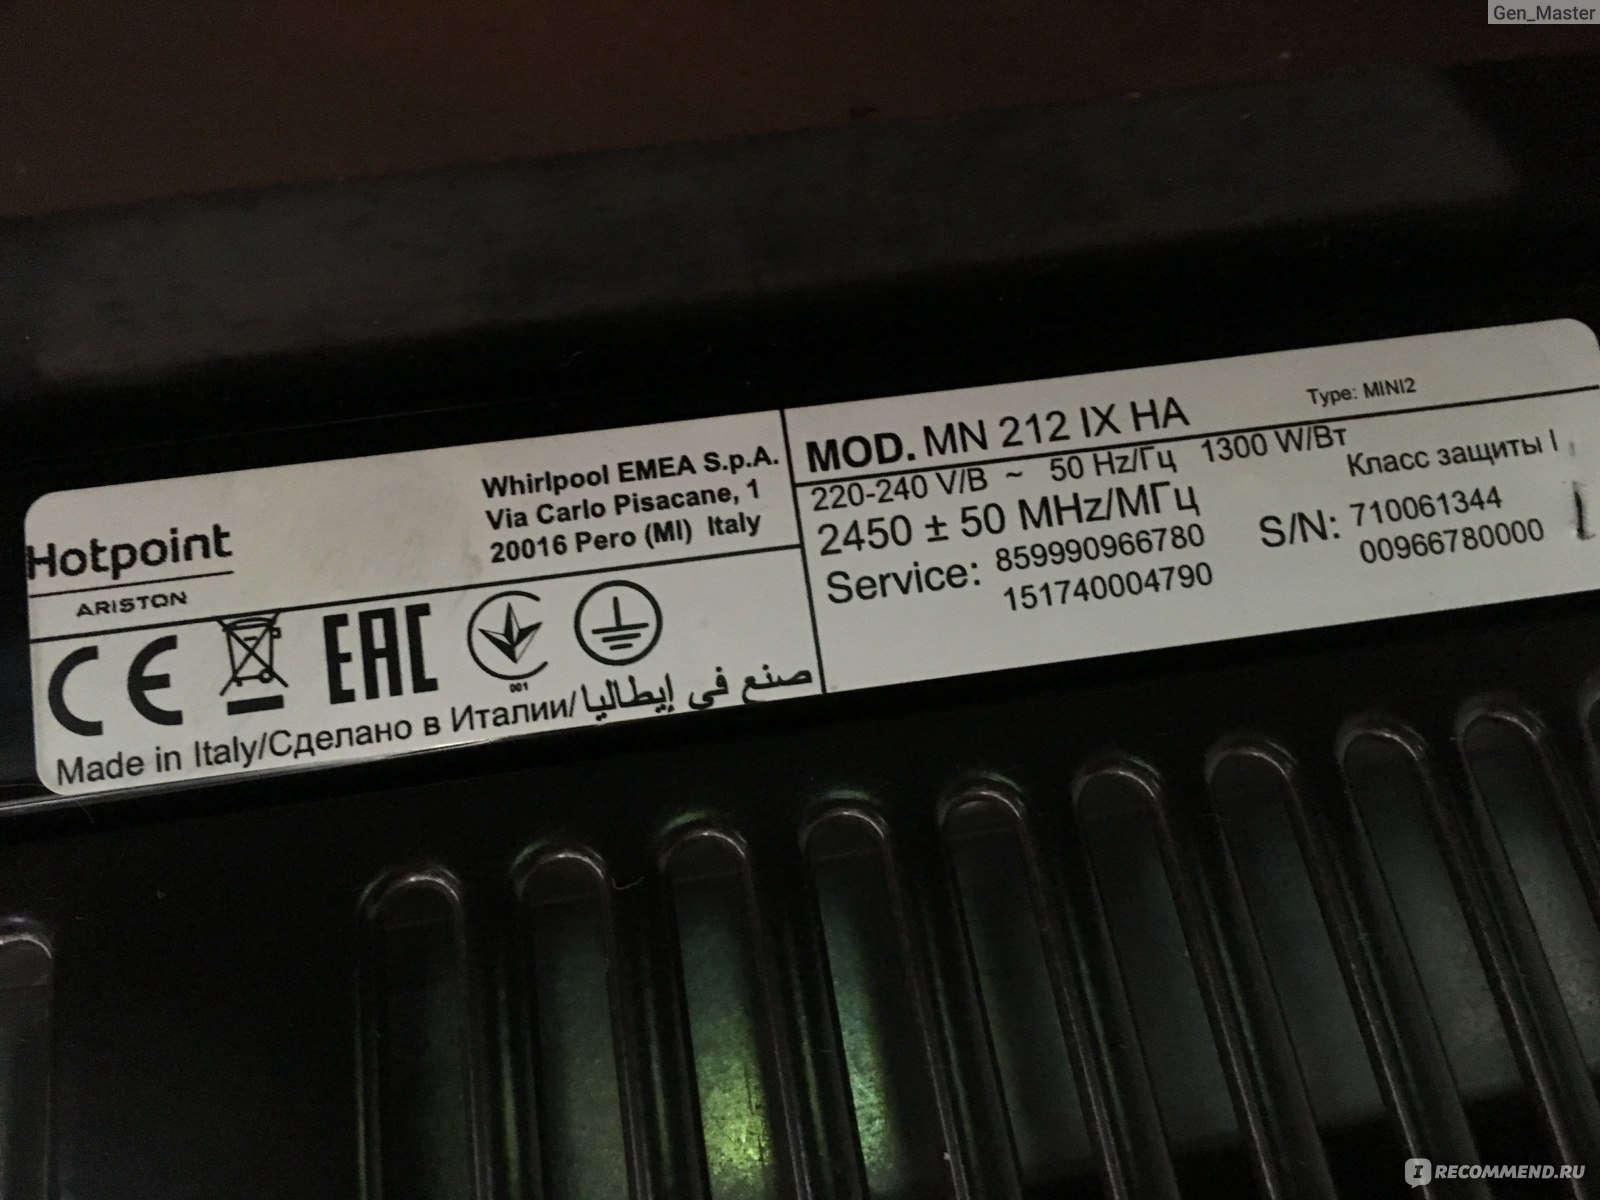 Gen_Master
Hotpoint
ARISTON
Whirlpool EMEA S.p.A.
Via Carlo Pisacane, 1
20016 Pero (MI) Italy
CE
EAC
001
Made in Italy/Сделано в Италии/صنع في إيطاليا
MOD. MN 212 IX HA
Type: MINI2
220-240 V/В ~ 50 Hz/Гц 1300 W/Вт
2450 ± 50 MHz/МГц
Класс защиты I
Service: 859990966780
151740004790
S/N: 710061344
00966780000
IRECOMMEND.RU